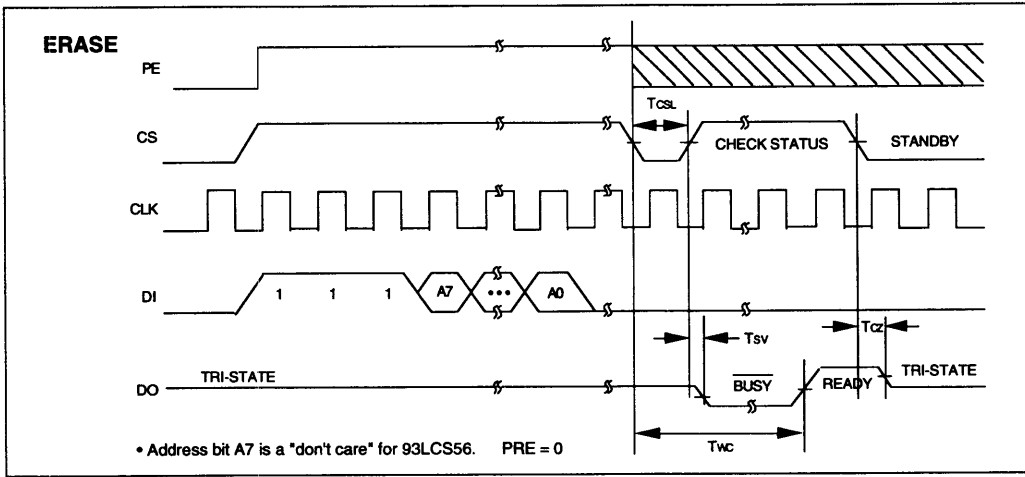 ERASE
PE
TCSL
CS
CHECK STATUS
STANDBY
CLK
DI
1 1 1 A7 ••• A0
TSV
TCZ
TRI-STATE
BUSY
READY
TRI-STATE
DO
TWC
• Address bit A7 is a "don't care" for 93LCS56. PRE = 0